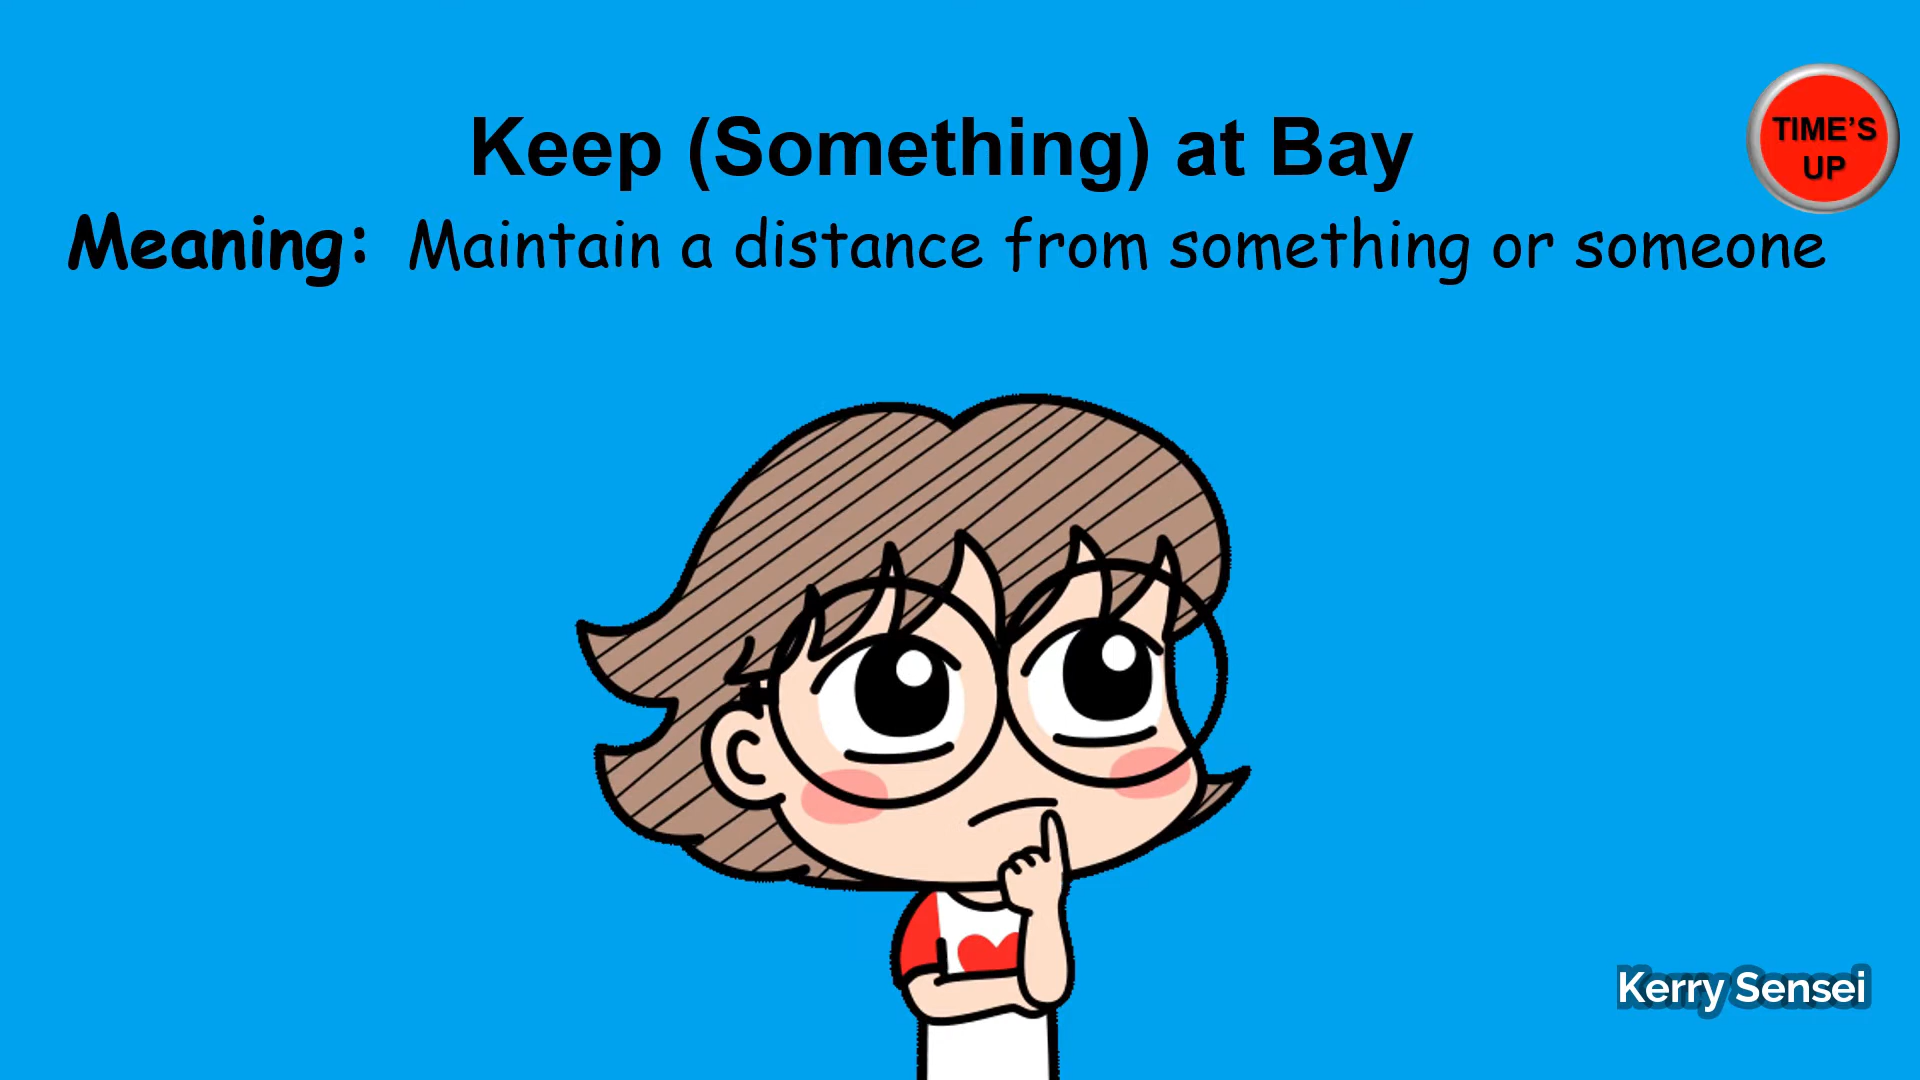 Keep (Something) at Bay
TIME'S
UP
Meaning: Maintain a distance from something or someone
Kerry Sensei